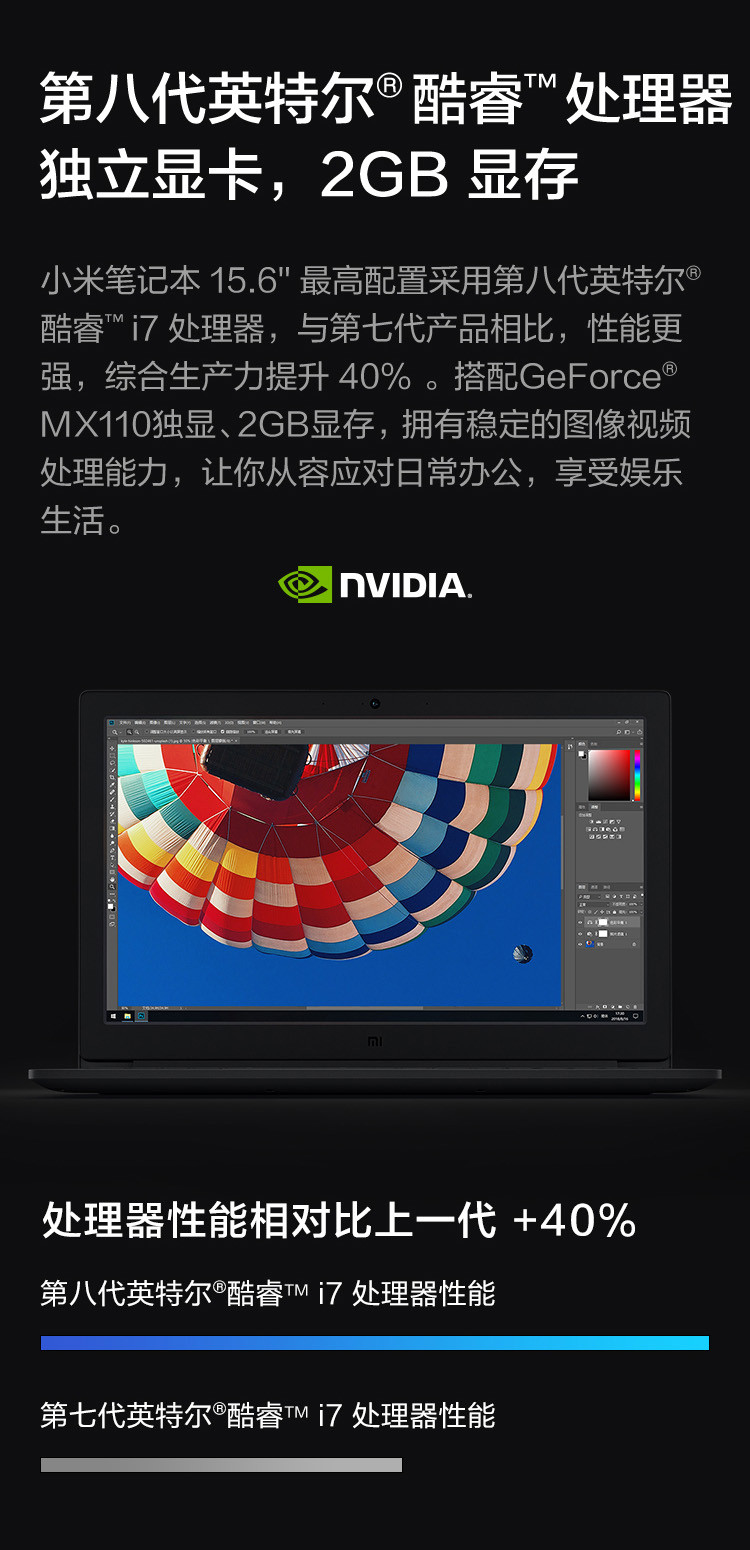 第八代英特尔® 酷睿™ 处理器
独立显卡，2GB 显存
小米笔记本 15.6" 最高配置采用第八代英特尔®
酷睿™ i7 处理器，与第七代产品相比，性能更
强，综合生产力提升 40% 。搭配GeForce®
MX110独显、2GB显存，拥有稳定的图像视频
处理能力，让你从容应对日常办公，享受娱乐
生活。
NVIDIA.
mi
处理器性能相对比上一代 +40%
第八代英特尔®酷睿™ i7 处理器性能
第七代英特尔®酷睿™ i7 处理器性能